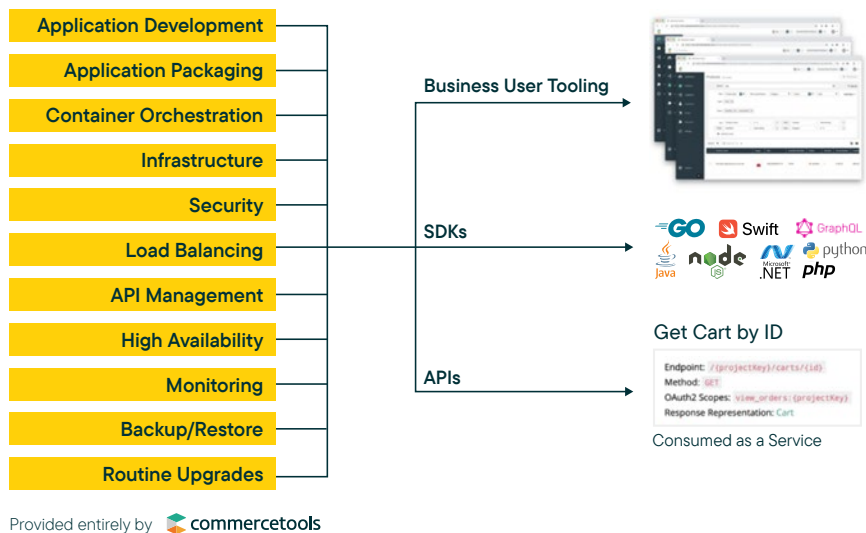 Application Development
Application Packaging
Container Orchestration
Infrastructure
Security
Load Balancing
API Management
High Availability
Monitoring
Backup/Restore
Routine Upgrades
Provided entirely by commercetools
Business User Tooling
SDKs
GO Swift GraphQL
Java node JS Microsoft .NET python php
APIs
Get Cart by ID
Endpoint: /{projectKey}/carts/{id}
Method: GET
OAuth2 Scopes: view_orders:{projectKey}
Response Representation: Cart
Consumed as a Service